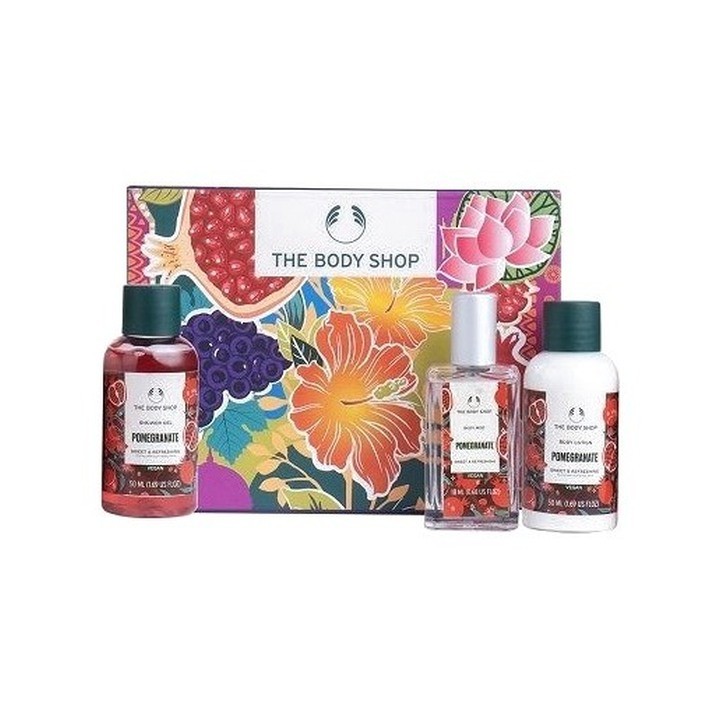 THE BODY SHOP
THE BODY SHOP
SHOWER GEL
POMEGRANATE
SWEET & REFRESHING
VEGAN
50 ML (1.69 US FL.OZ)
THE BODY SHOP
BODY MIST
POMEGRANATE
SWEET & REFRESHING
VEGAN
THE BODY SHOP
BODY LOTION
POMEGRANATE
SWEET & REFRESHING
VEGAN
50 ML (1.69 US FL.OZ)